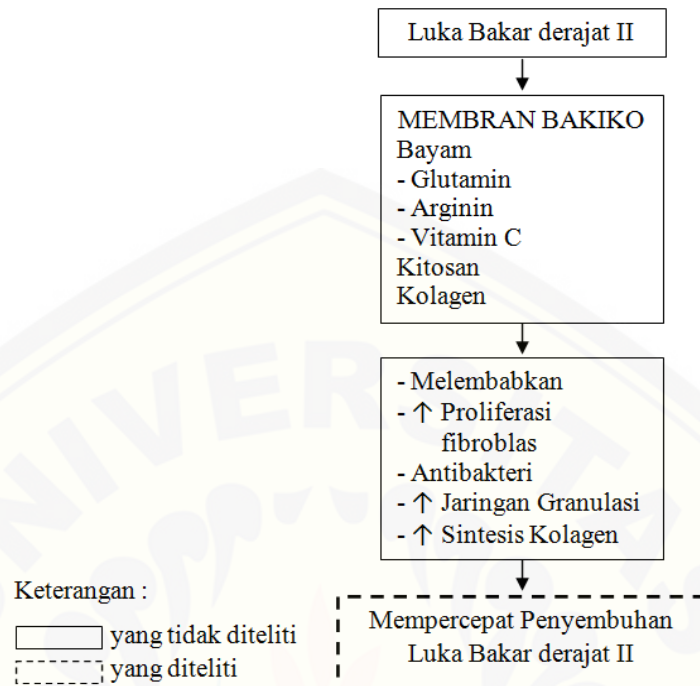 Luka Bakar derajat II
MEMBRAN BAKIKO
Bayam
- Glutamin
- Arginin
- Vitamin C
Kitosan
Kolagen
- Melembabkan
- ↑ Proliferasi
fibroblas
- Antibakteri
- ↑ Jaringan Granulasi
- ↑ Sintesis Kolagen
Mempercepat Penyembuhan
Luka Bakar derajat II
Keterangan :
yang tidak diteliti
yang diteliti
UNIVERSITAS